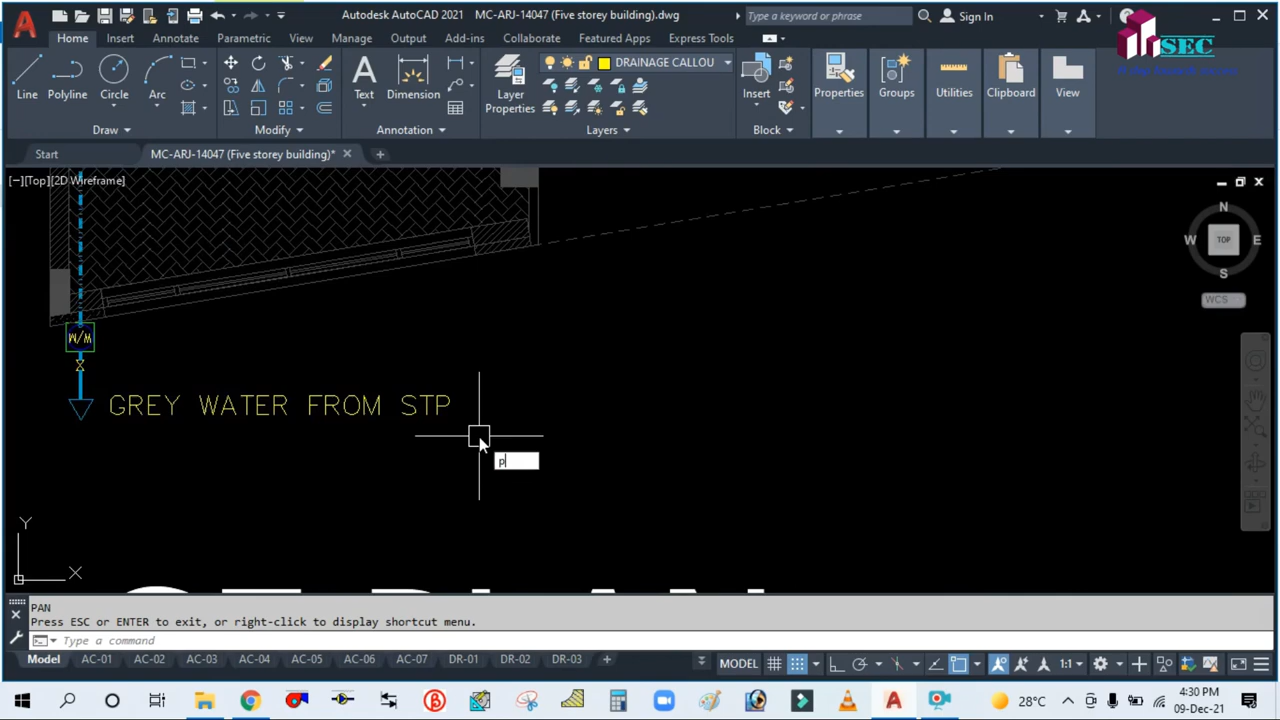 Autodesk AutoCAD 2021 MC-ARJ-14047 (Five storey building).dwg
Type a keyword or phrase
Sign In
SEC
Home Insert Annotate Add-ins Parametric View Manage Output Collaborate Featured Apps Express Tools
Line Polyline Circle Arc
Text Dimension
Layer Properties
DRAINAGE CALLOU
Insert Properties Groups Utilities Clipboard View
Draw Modify Annotation Layers Block
Start MC-ARJ-14047 (Five storey building)*
[−][Top][2D Wireframe]
N
W TOP E
S
WCS
W/M
GREY WATER FROM STP
p
Y
X
PAN
Press ESC or ENTER to exit, or right-click to display shortcut menu.
Type a command
Model AC-01 AC-02 AC-03 AC-04 AC-05 AC-06 AC-07 DR-01 DR-02 DR-03
MODEL 1:1
28°C
4:30 PM
09-Dec-21